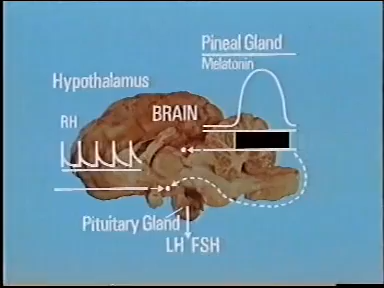 Pineal Gland
Melatonin
Hypothalamus
RH
BRAIN
Pituitary Gland
LH FSH